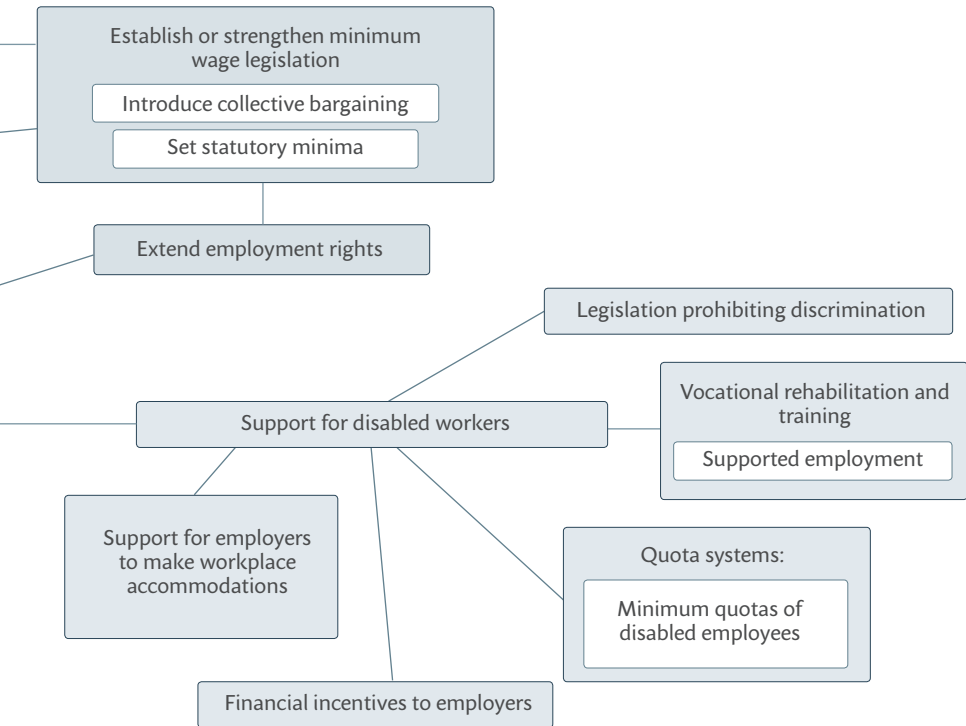 Establish or strengthen minimum
wage legislation
Introduce collective bargaining
Set statutory minima
Extend employment rights
Legislation prohibiting discrimination
Vocational rehabilitation and
training
Supported employment
Support for disabled workers
Support for employers
to make workplace
accommodations
Quota systems:
Minimum quotas of
disabled employees
Financial incentives to employers